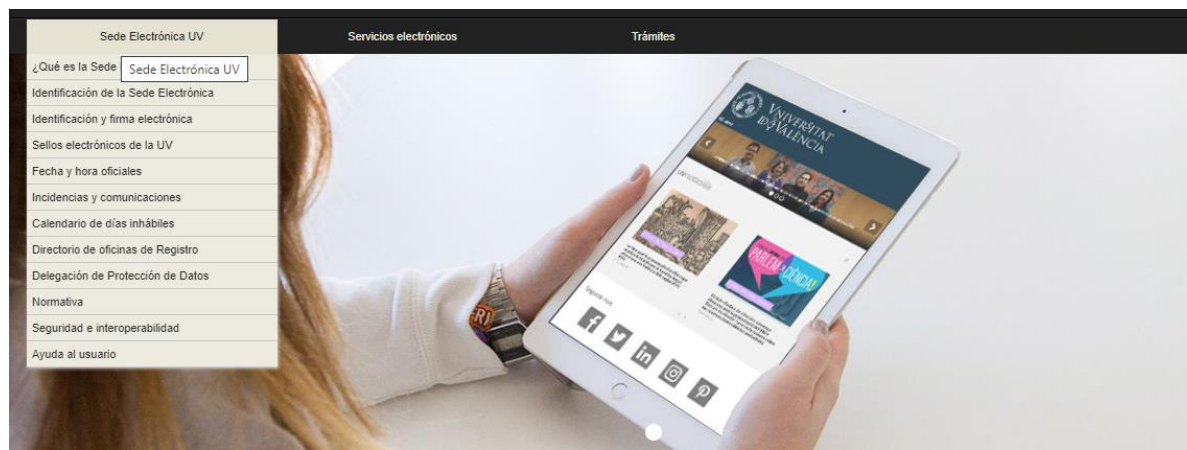 Sede Electrónica UV
Servicios electrónicos
Trámites
¿Qué es la Sede
Sede Electrónica UV
Identificación de la Sede Electrónica
Identificación y firma electrónica
Sellos electrónicos de la UV
Fecha y hora oficiales
Incidencias y comunicaciones
Calendario de días inhábiles
Directorio de oficinas de Registro
Delegación de Protección de Datos
Normativa
Seguridad e interoperabilidad
Ayuda al usuario
VNIVERSITAT
DE VALÈNCIA
PARLEM
CIÈNCIA!